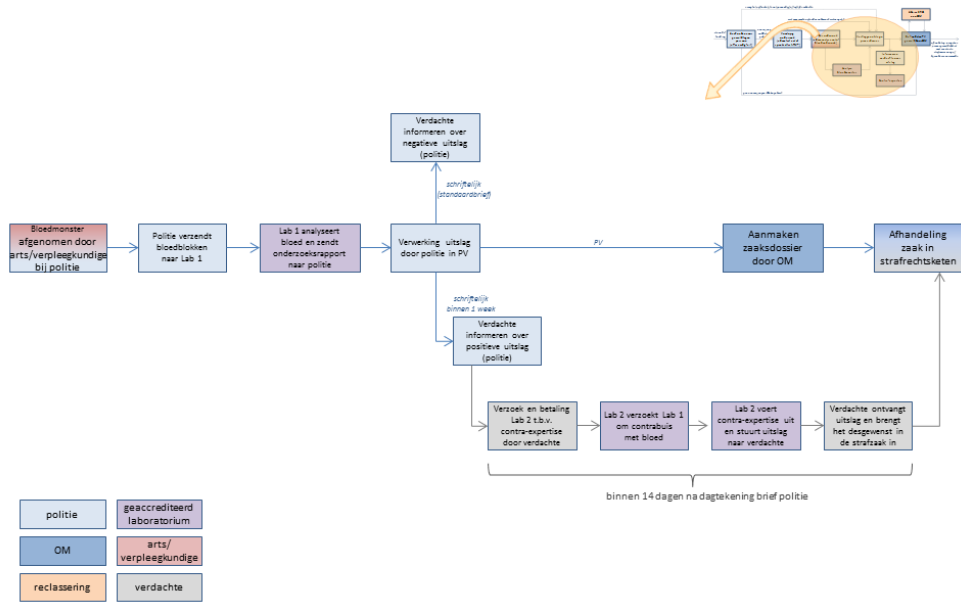 Verdachte
informeren over
negatieve uitslag
(politie)
schriftelijk
(standaardbrief)
Bloedmonster
afgenomen door
arts/verpleegkundige
bij politie
Politie verzendt
bloedblokken
naar Lab 1
Lab 1 analyseert
bloed en zendt
onderzoeksrapport
naar politie
Verwerking uitslag
door politie in PV
PV
Aanmaken
zaaksdossier
door OM
Afhandeling
zaak in
strafrechtsketen
schriftelijk
binnen 1 week
Verdachte
informeren over
positieve uitslag
(politie)
Verzoek en betaling
Lab 2 t.b.v.
contra-expertise
door verdachte
Lab 2 verzoekt Lab 1
om contrabuis
met bloed
Lab 2 voert
contra-expertise uit
en stuurt uitslag
naar verdachte
Verdachte ontvangt
uitslag en brengt
het desgewenst in
de strafzaak in
binnen 14 dagen na dagtekening brief politie
politie
geaccrediteerd
laboratorium
OM
arts/
verpleegkundige
reclassering
verdachte